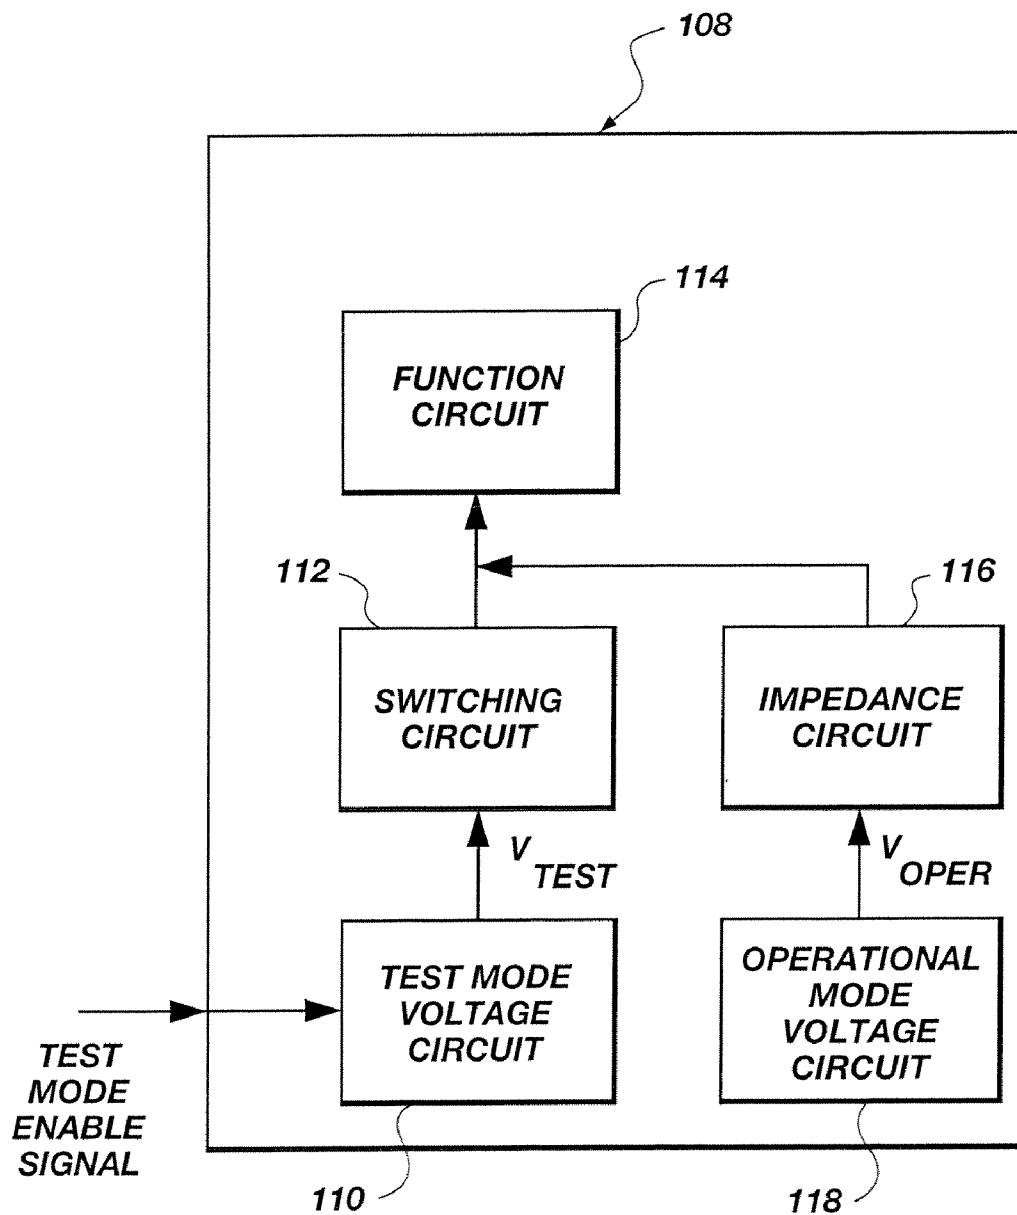 108
114
FUNCTION
CIRCUIT
112
116
SWITCHING
CIRCUIT
IMPEDANCE
CIRCUIT
V TEST
V OPER
TEST MODE
VOLTAGE
CIRCUIT
OPERATIONAL
MODE
VOLTAGE
CIRCUIT
TEST
MODE
ENABLE
SIGNAL
110
118